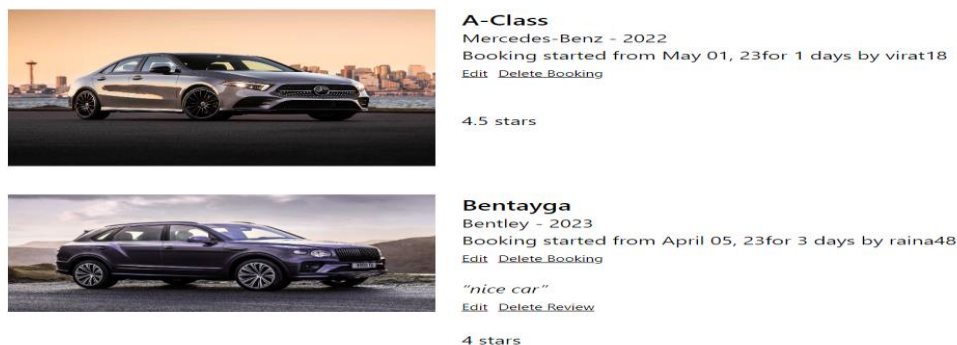 A-Class
Mercedes-Benz - 2022
Booking started from May 01, 23for 1 days by virat18
Edit Delete Booking
4.5 stars
Bentayga
Bentley - 2023
Booking started from April 05, 23for 3 days by raina48
Edit Delete Booking
"nice car"
Edit Delete Review
4 stars